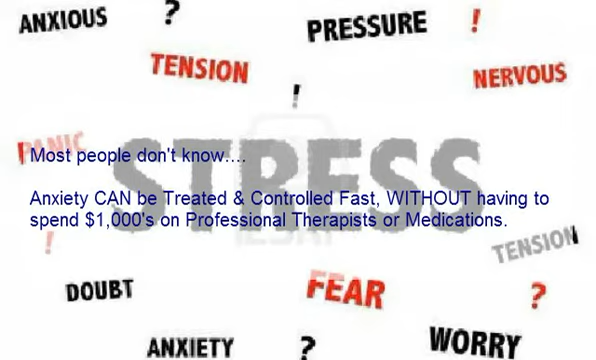 ANXIOUS ?
PRESSURE !
TENSION
NERVOUS
!
PANIC
STRESS
Most people don't know....
Anxiety CAN be Treated & Controlled Fast, WITHOUT having to
spend $1,000's on Professional Therapists or Medications.
!
TENSION
DOUBT
FEAR
?
ANXIETY ?
WORRY